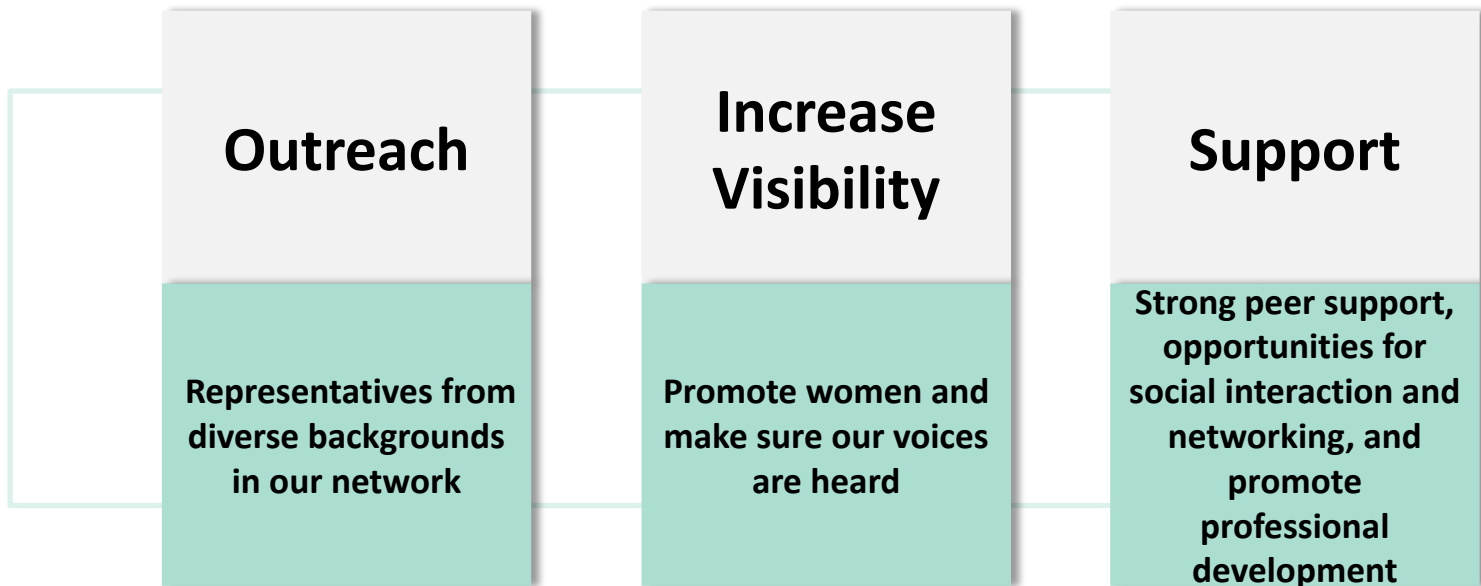 Outreach
Representatives from
diverse backgrounds
in our network
Increase
Visibility
Promote women and
make sure our voices
are heard
Support
Strong peer support,
opportunities for
social interaction and
networking, and
promote
professional
development